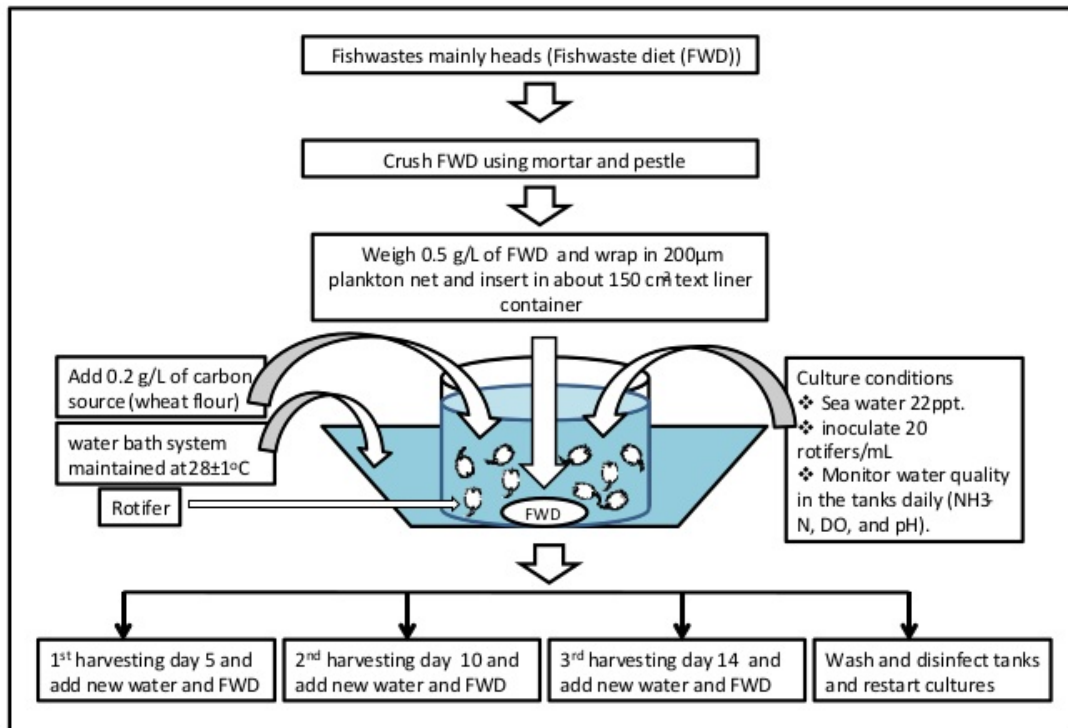 Fishwastes mainly heads (Fishwaste diet (FWD))
Crush FWD using mortar and pestle
Weigh 0.5 g/L of FWD and wrap in 200μm
plankton net and insert in about 150 cm² text liner
container
Add 0.2 g/L of carbon
source (wheat flour)
water bath system
maintained at 28±1°C
Rotifer
FWD
Culture conditions
❖ Sea water 22ppt.
❖ inoculate 20
rotifers/mL
❖ Monitor water quality
in the tanks daily (NH3-
N, DO, and pH).
1st harvesting day 5 and
add new water and FWD
2nd harvesting day 10 and
add new water and FWD
3rd harvesting day 14 and
add new water and FWD
Wash and disinfect tanks
and restart cultures